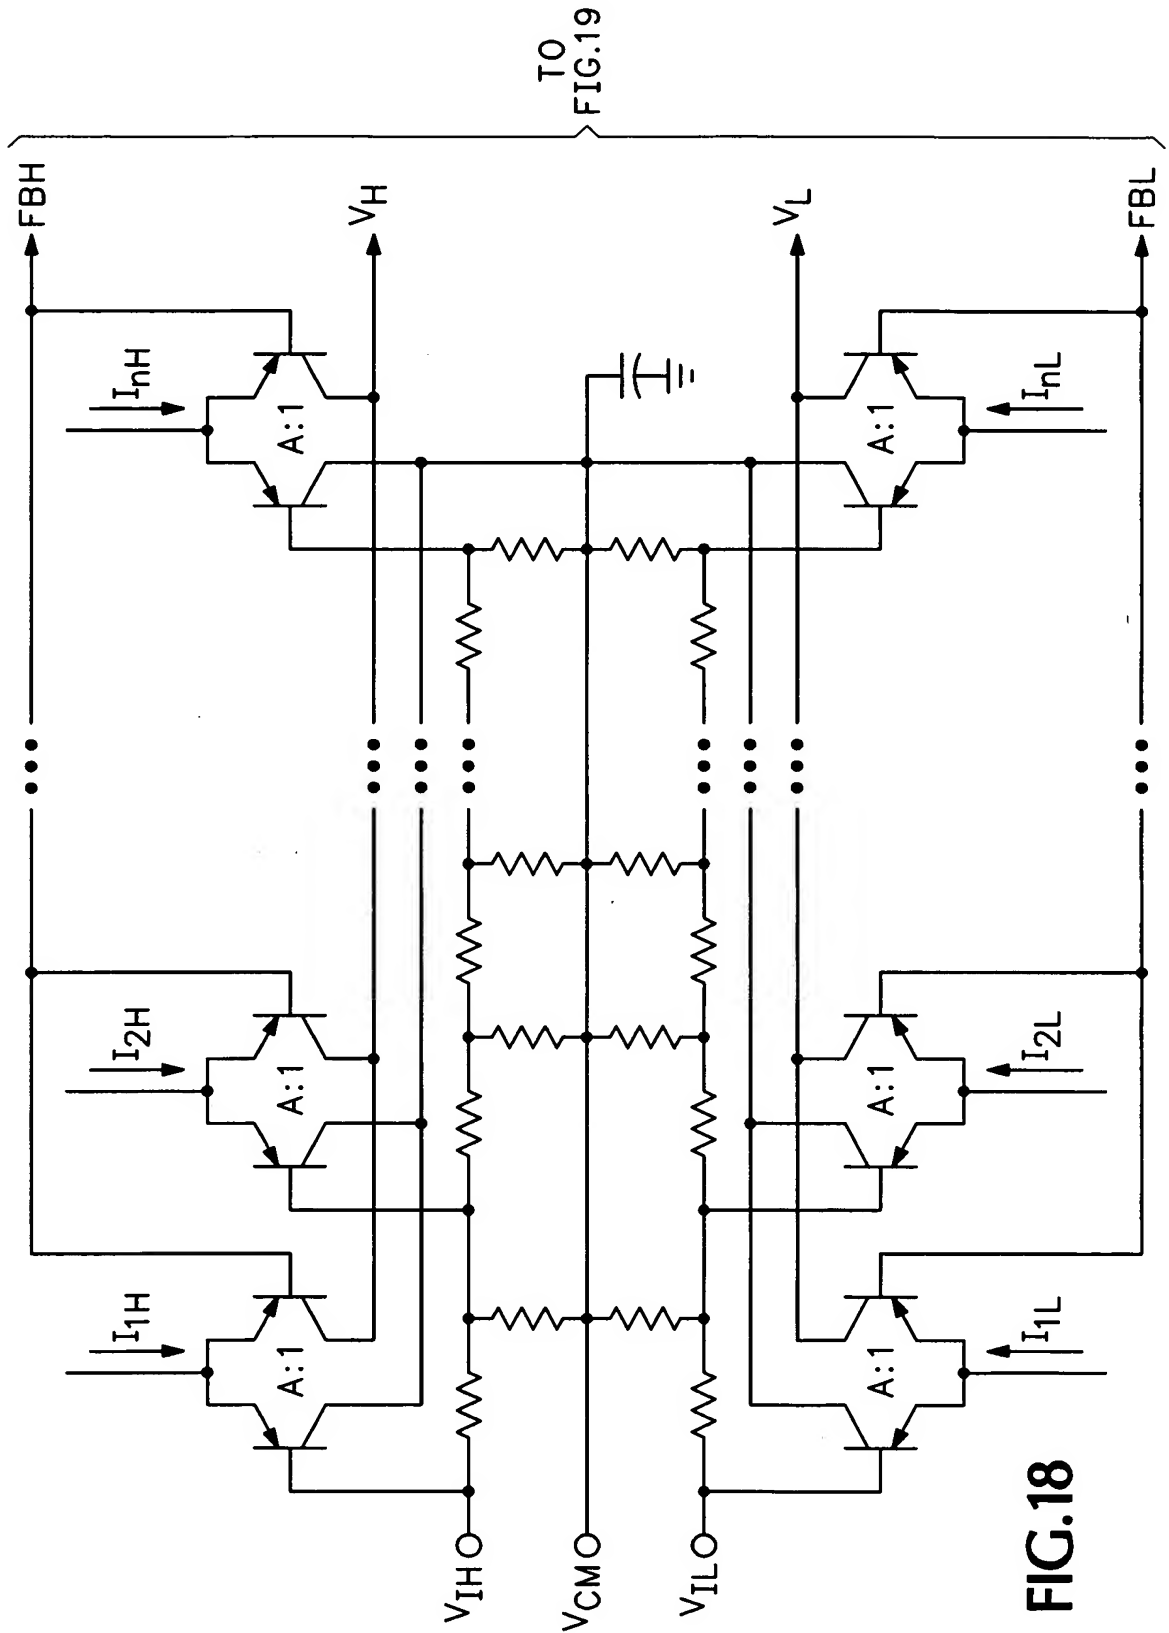 FBH
I1H
I2H
InH
A:1
A:1
A:1
VH
TO
FIG.19
VIH
VCM
VIL
VL
A:1
A:1
A:1
I1L
I2L
InL
FBL
FIG.18